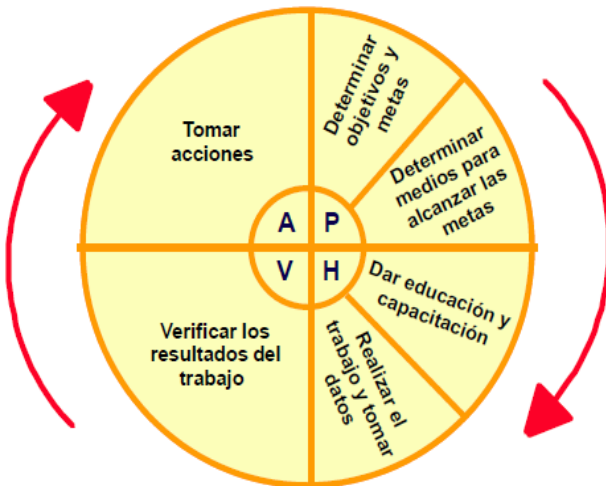 Determinar
objetivos y
metas
Determinar
medios para
alcanzar las
metas
Dar educación y
capacitación
Realizar el
trabajo y tomar
datos
Verificar los
resultados del
trabajo
Tomar
acciones
A P
V H